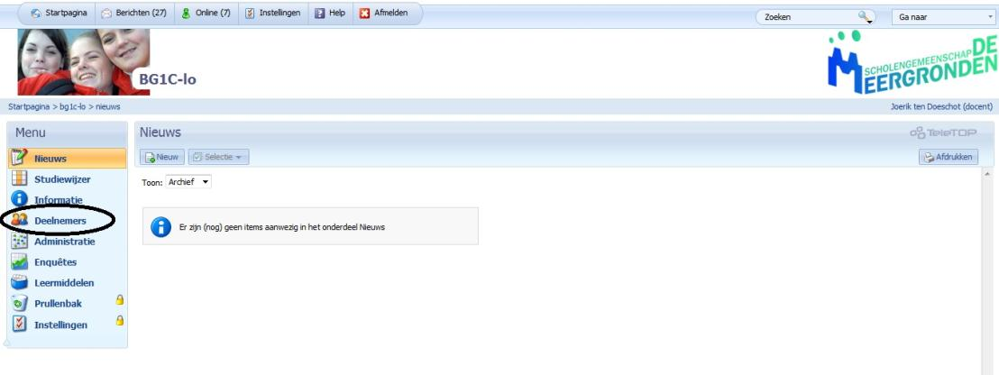 Startpagina Berichten (27) Online (7) Instellingen Help Afmelden Zoeken Ga naar
SCHOLENGEMEENSCHAP DE
MEERGRONDEN
BG1C-lo
Startpagina > bg1c-lo > nieuws Joerik ten Doeschot (docent)
Menu Nieuws TeleTOP
Nieuws Nieuw Selectie Afdrukken
Studiewijzer Toon: Archief
Informatie
Deelnemers Er zijn (nog) geen items aanwezig in het onderdeel Nieuws
Administratie
Enquêtes
Leermiddelen
Prullenbak
Instellingen